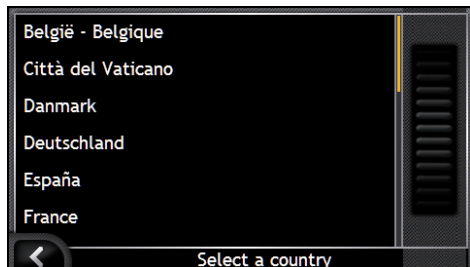 België - Belgique
Città del Vaticano
Danmark
Deutschland
España
France
Select a country